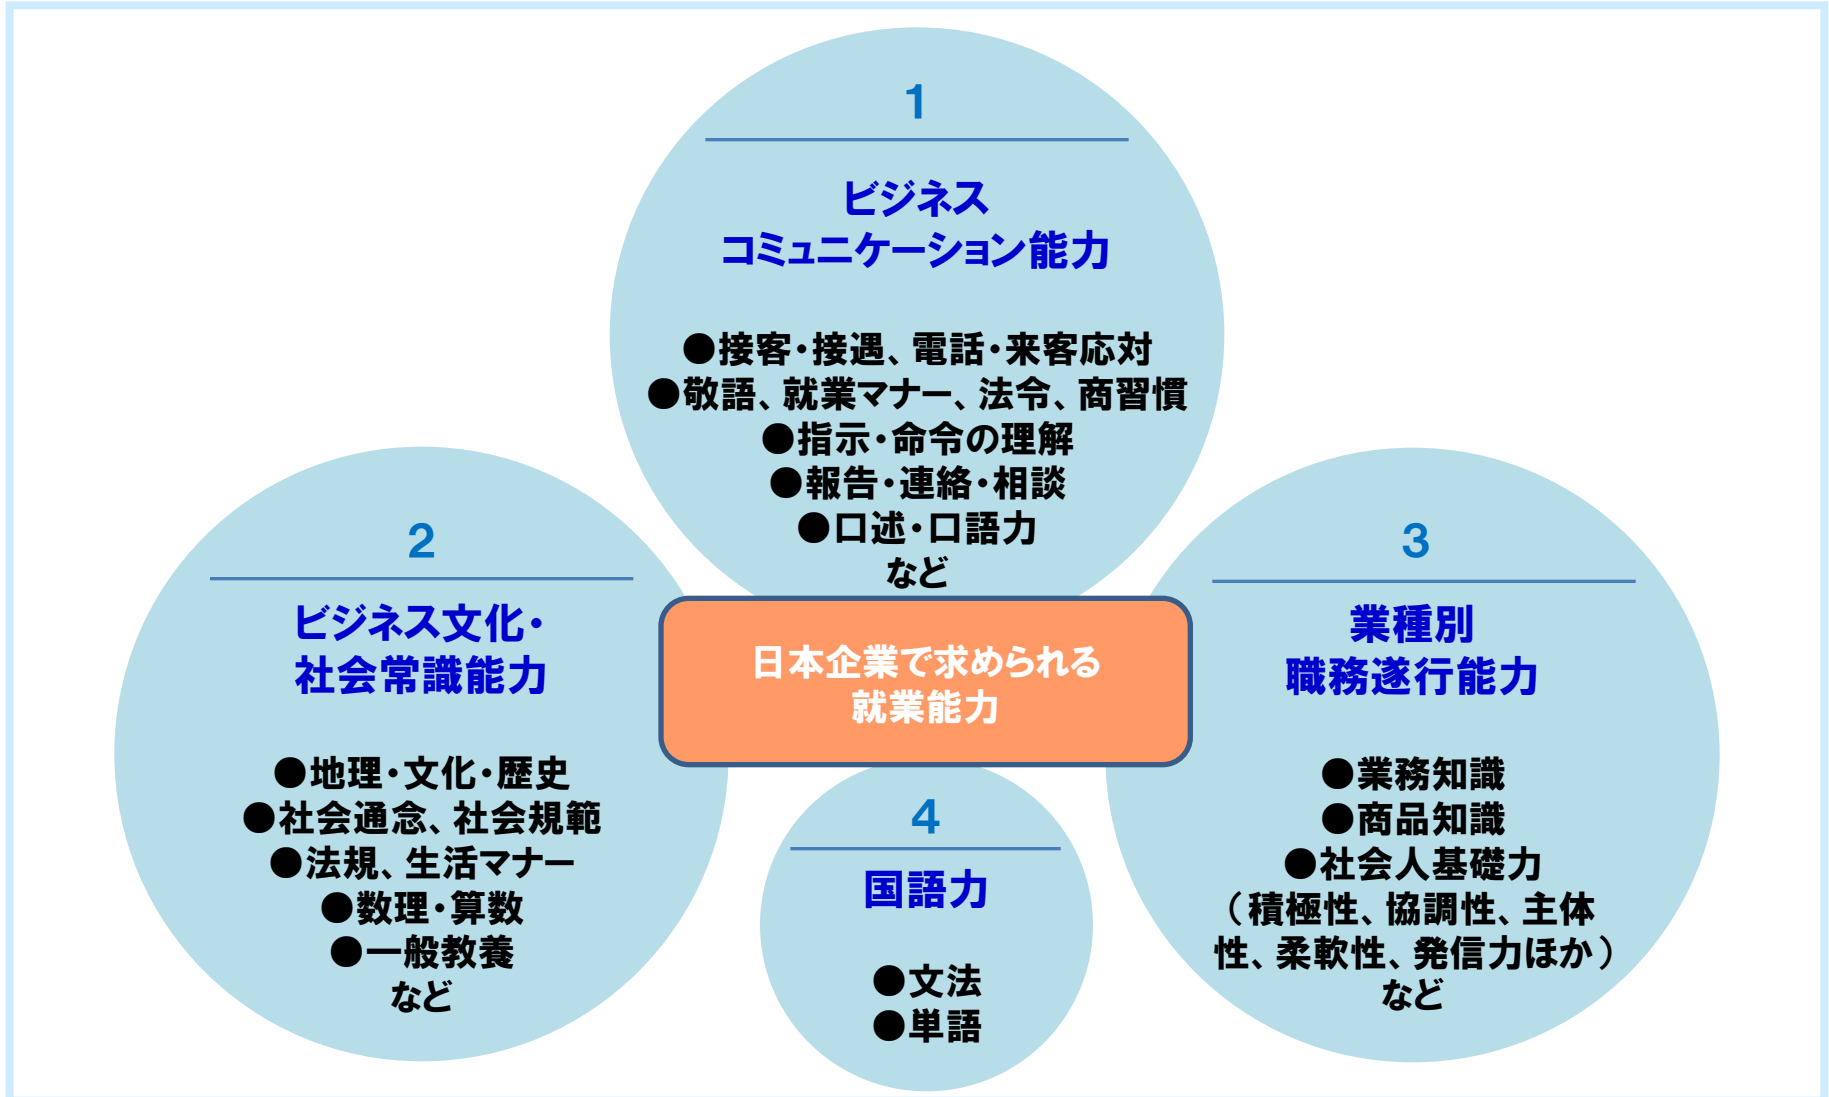 1
ビジネス
コミュニケーション能力
●接客・接遇、電話・来客応対
●敬語、就業マナー、法令、商習慣
●指示・命令の理解
●報告・連絡・相談
●口述・口語力
など
2
ビジネス文化・
社会常識能力
●地理・文化・歴史
●社会通念、社会規範
●法規、生活マナー
●数理・算数
●一般教養
など
日本企業で求められる
就業能力
3
業種別
職務遂行能力
●業務知識
●商品知識
●社会人基礎力
（積極性、協調性、主体
性、柔軟性、発信力ほか）
など
4
国語力
●文法
●単語